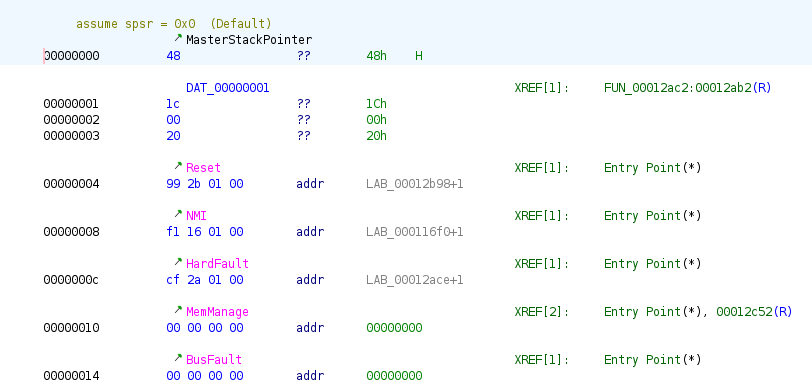 assume spsr = 0x0  (Default)
MasterStackPointer
00000000 48 ?? 48h H
DAT_00000001 XREF[1]: FUN_00012ac2:00012ab2(R)
00000001 1c ?? 1Ch
00000002 00 ?? 00h
00000003 20 ?? 20h
Reset XREF[1]: Entry Point(*)
00000004 99 2b 01 00 addr LAB_00012b98+1
NMI XREF[1]: Entry Point(*)
00000008 f1 16 01 00 addr LAB_000116f0+1
HardFault XREF[1]: Entry Point(*)
0000000c cf 2a 01 00 addr LAB_00012ace+1
MemManage XREF[2]: Entry Point(*), 00012c52(R)
00000010 00 00 00 00 addr 00000000
BusFault XREF[1]: Entry Point(*)
00000014 00 00 00 00 addr 00000000